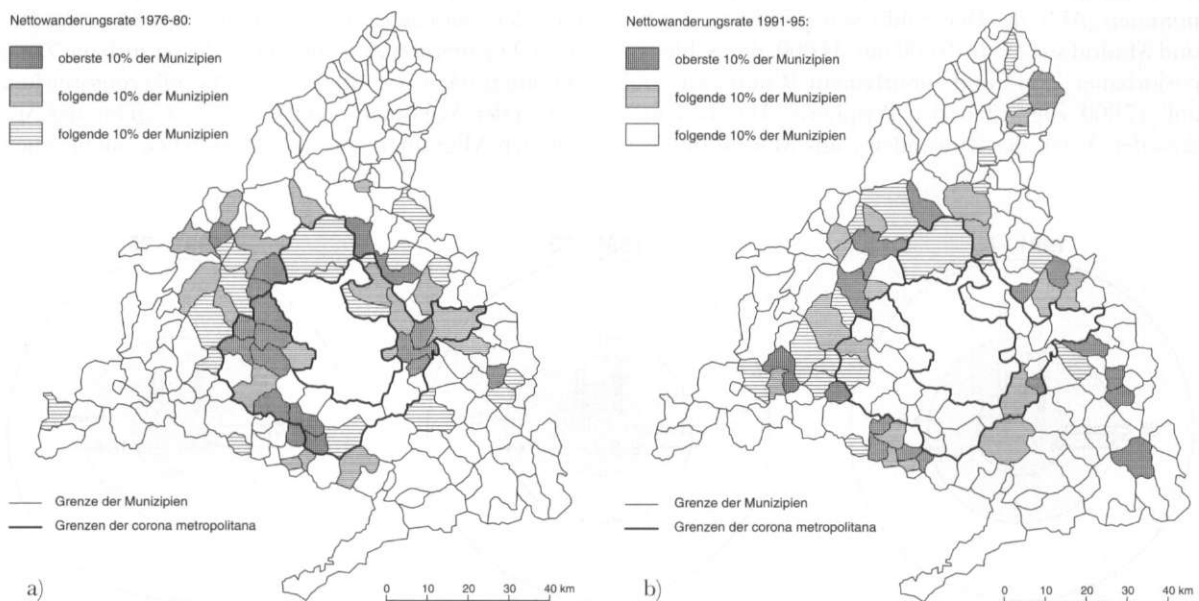 Nettowanderungsrate 1976-80:
oberste 10% der Munizipien
folgende 10% der Munizipien
folgende 10% der Munizipien
Grenze der Munizipien
Grenzen der corona metropolitana
a)
0 10 20 30 40 km
Nettowanderungsrate 1991-95:
oberste 10% der Munizipien
folgende 10% der Munizipien
folgende 10% der Munizipien
Grenze der Munizipien
Grenzen der corona metropolitana
b)
0 10 20 30 40 km